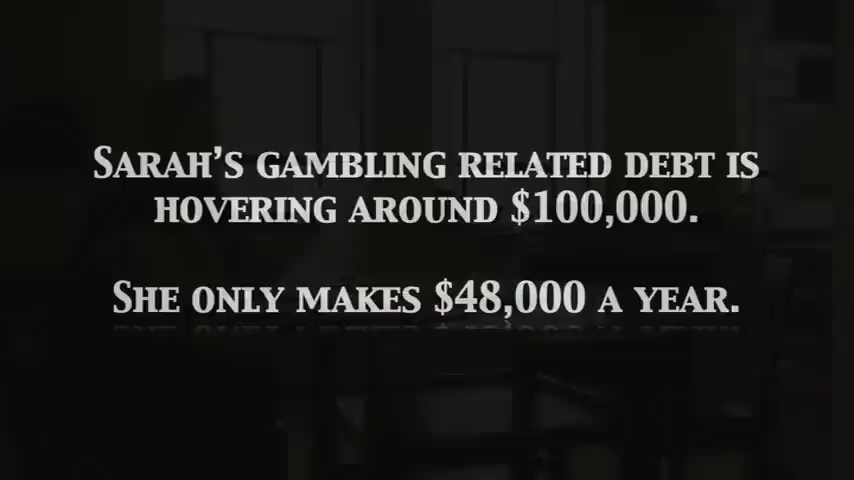 Sarah's gambling related debt is
hovering around $100,000.
She only makes $48,000 a year.